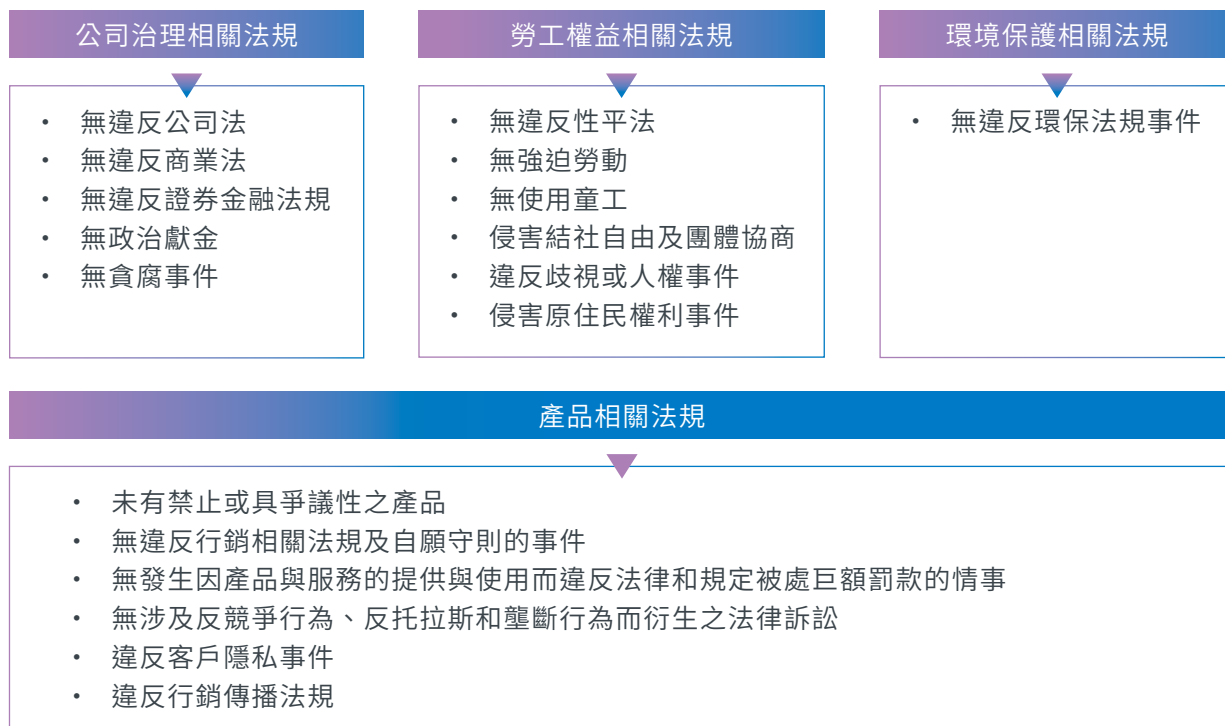 公司治理相關法規
• 無違反公司法
• 無違反商業法
• 無違反證券金融法規
• 無政治獻金
• 無貪腐事件
勞工權益相關法規
• 無違反性平法
• 無強迫勞動
• 無使用童工
• 侵害結社自由及團體協商
• 違反歧視或人權事件
• 侵害原住民權利事件
環境保護相關法規
• 無違反環保法規事件
產品相關法規
• 未有禁止或具爭議性之產品
• 無違反行銷相關法規及自願守則的事件
• 無發生因產品與服務的提供與使用而違反法律和規定被處巨額罰款的情事
• 無涉及反競爭行為、反托拉斯和壟斷行為而衍生之法律訴訟
• 違反客戶隱私事件
• 違反行銷傳播法規